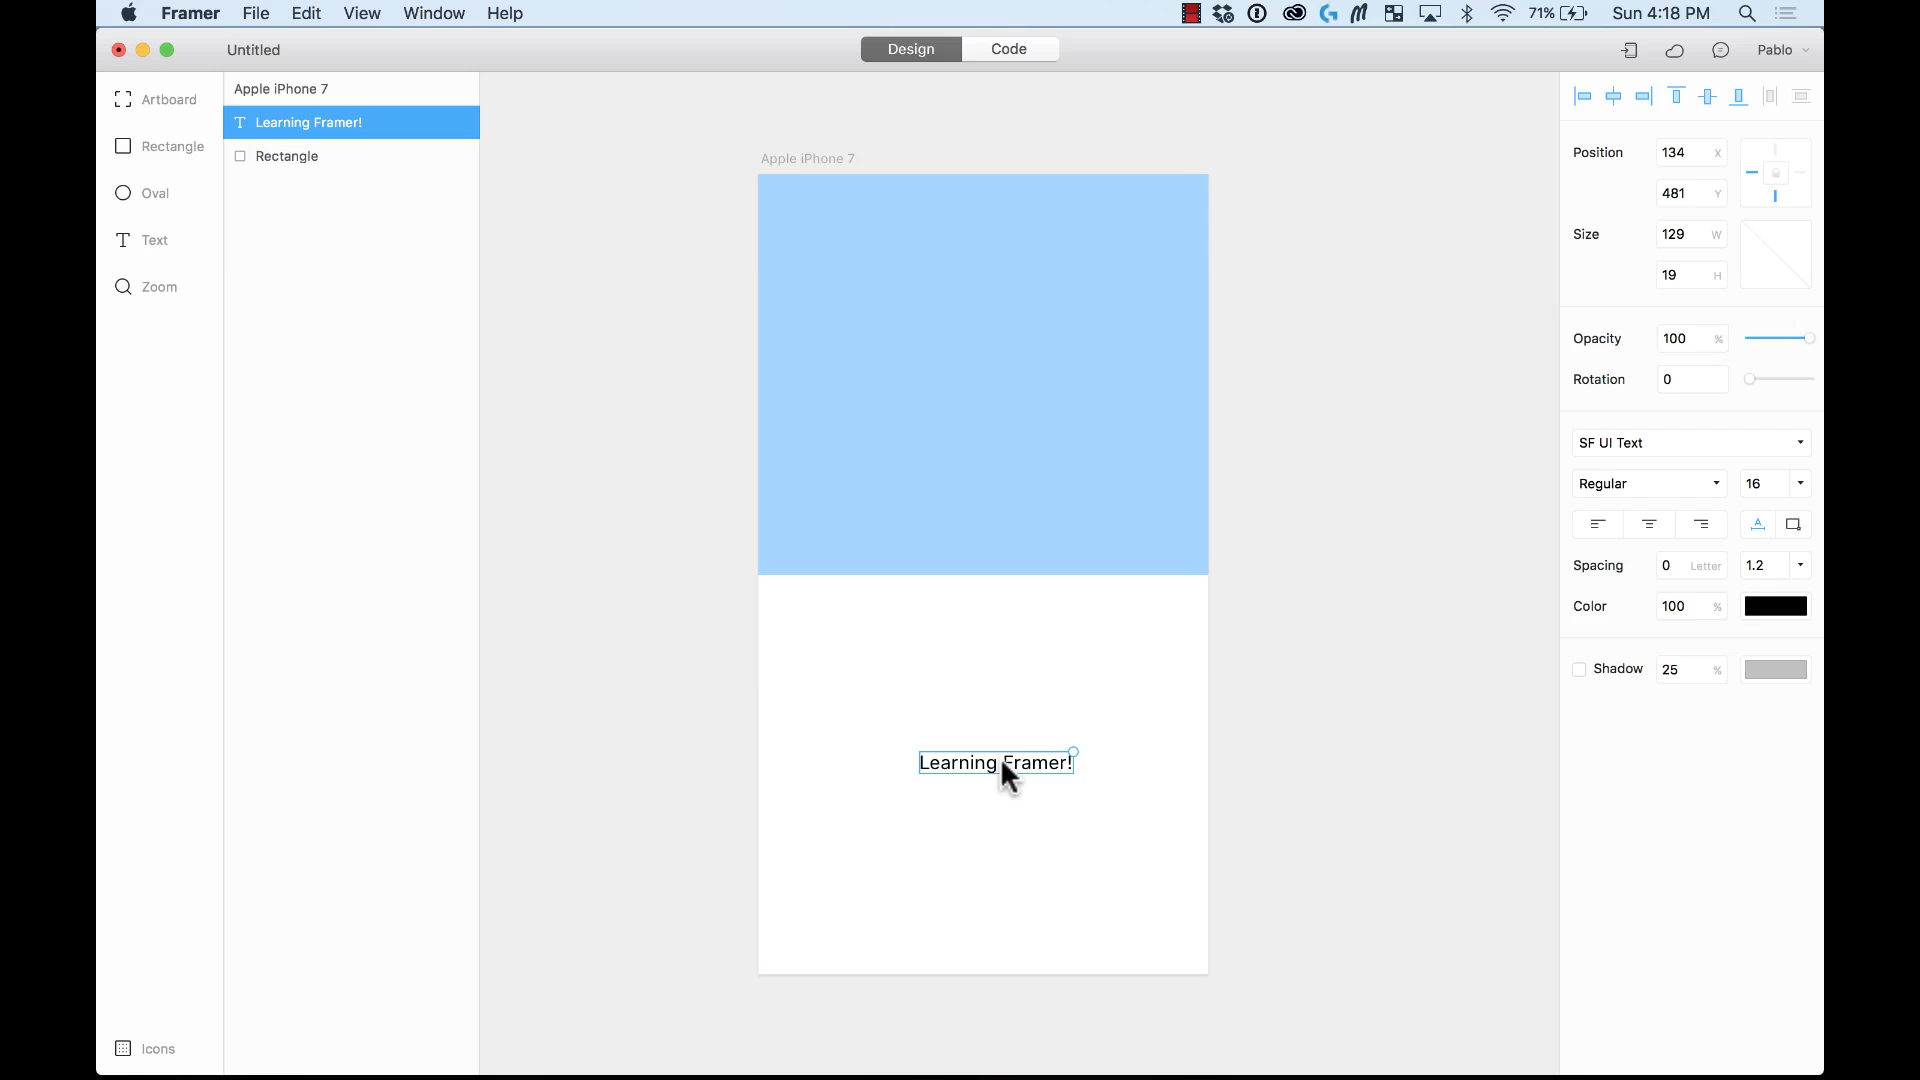 Framer File Edit View Window Help 71% Sun 4:18 PM
Untitled Design Code Pablo
Artboard
Rectangle
Oval
Text
Zoom
Icons
Apple iPhone 7
Learning Framer!
Rectangle
Apple iPhone 7
Learning Framer!
Position 134 X
481 Y
Size 129 W
19 H
Opacity 100 %
Rotation 0
SF UI Text
Regular 16
Spacing 0 Letter 1.2
Color 100 %
Shadow 25 %